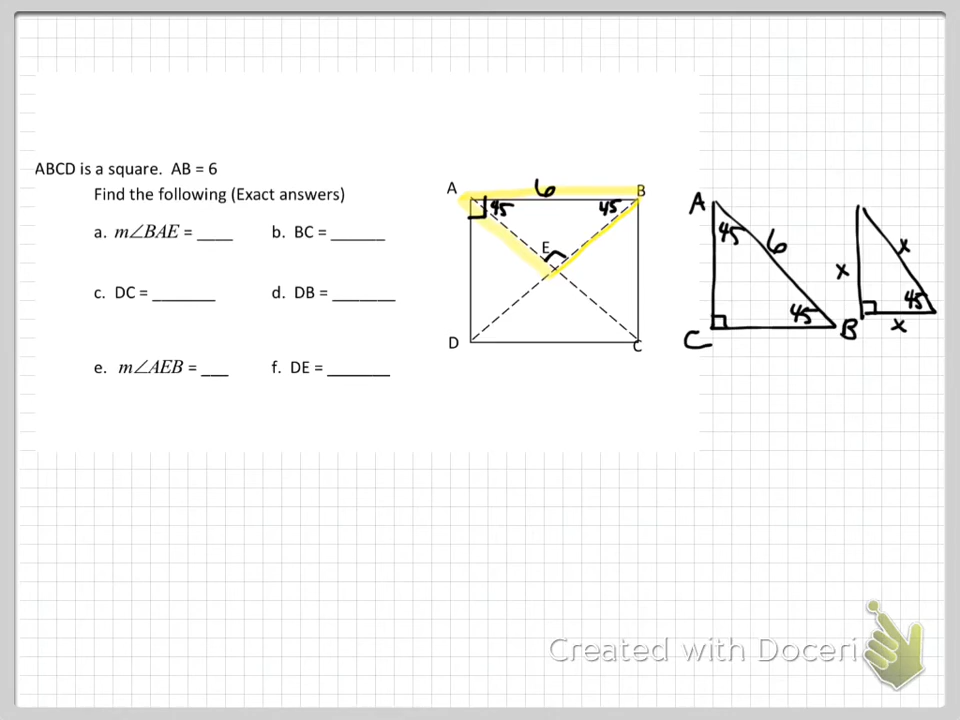 ABCD is a square. AB = 6
Find the following (Exact answers)
a. m∠BAE = ____ b. BC = ______
c. DC = _______ d. DB = _______
e. m∠AEB = ___ f. DE = _______
A 6 B
45 45
E
D C
A
45 6
45
C B
x x
45
x
Created with Doceri